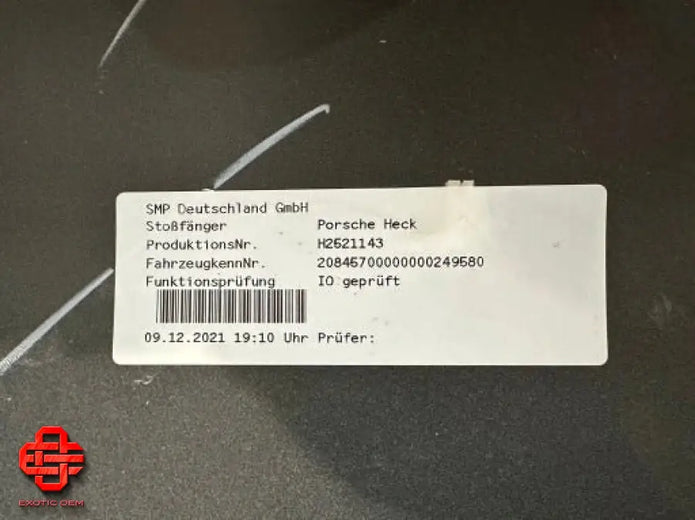 SMP Deutschland GmbH
Stoßfänger Porsche Heck
ProduktionsNr. H2521143
FahrzeugkennNr. 20845700000000249580
Funktionsprüfung IO geprüft
09.12.2021 19:10 Uhr Prüfer:
EXOTIC OEM